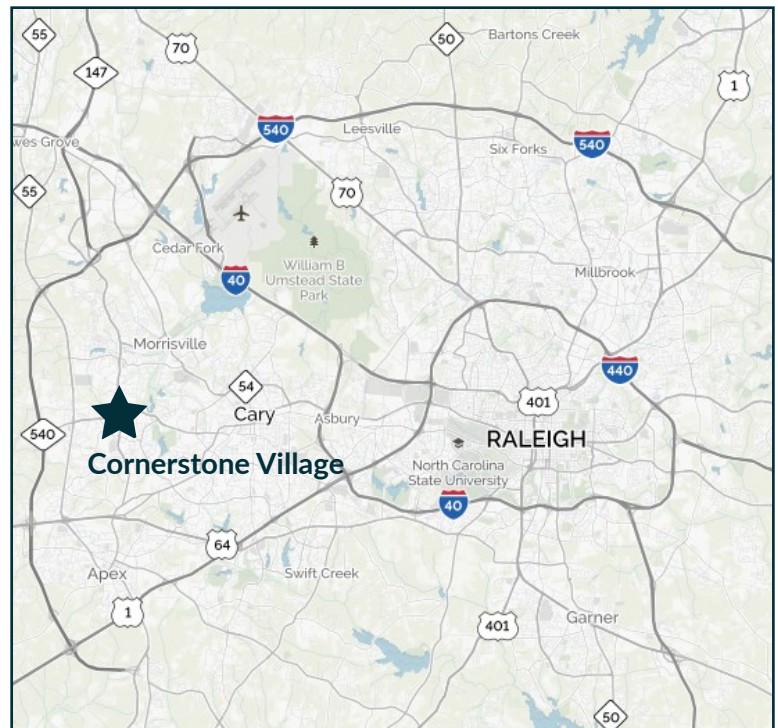 55
70
50
Bartons Creek
147
1
540
Leesville
540
wes Grove
Six Forks
55
70
Cedar Fork
William B
Umstead State
Park
40
Millbrook
Morrisville
440
54
401
Cary
Asbury
540
RALEIGH
Cornerstone Village
North Carolina
State University
40
64
Apex
Swift Creek
1
401
Garner
50